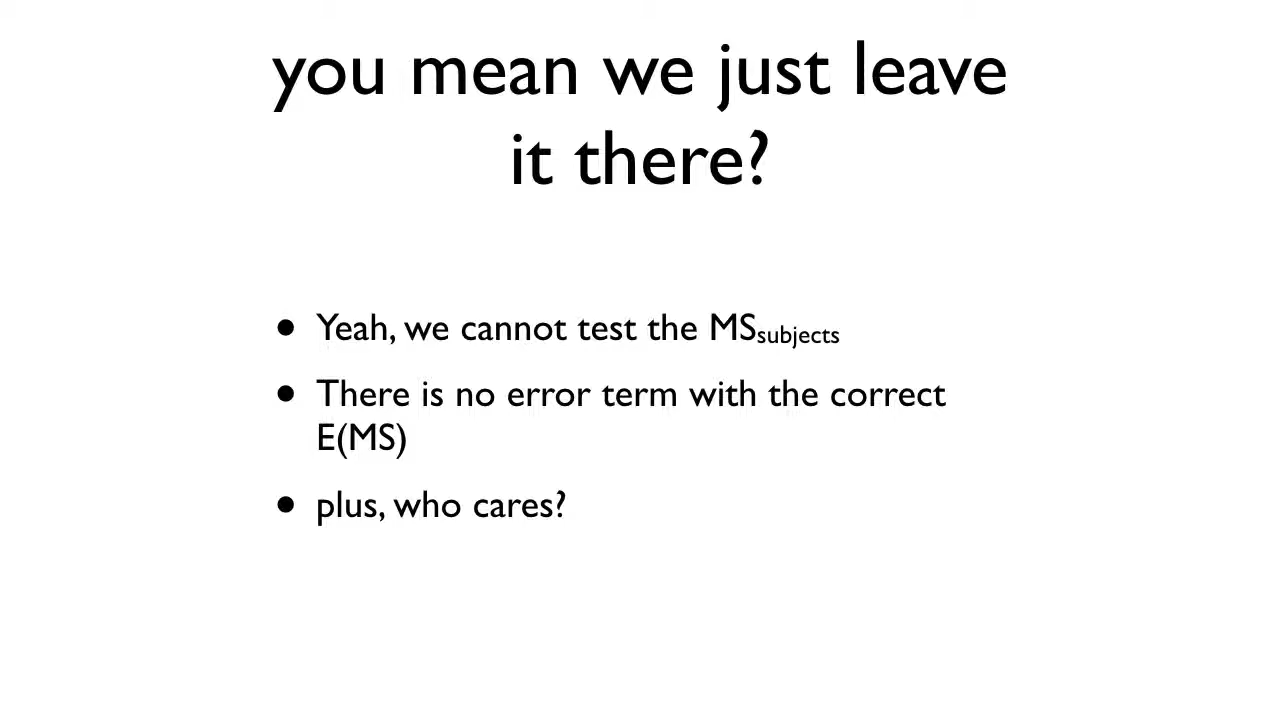 you mean we just leave
it there?
• Yeah, we cannot test the MSsubjects
• There is no error term with the correct
E(MS)
• plus, who cares?